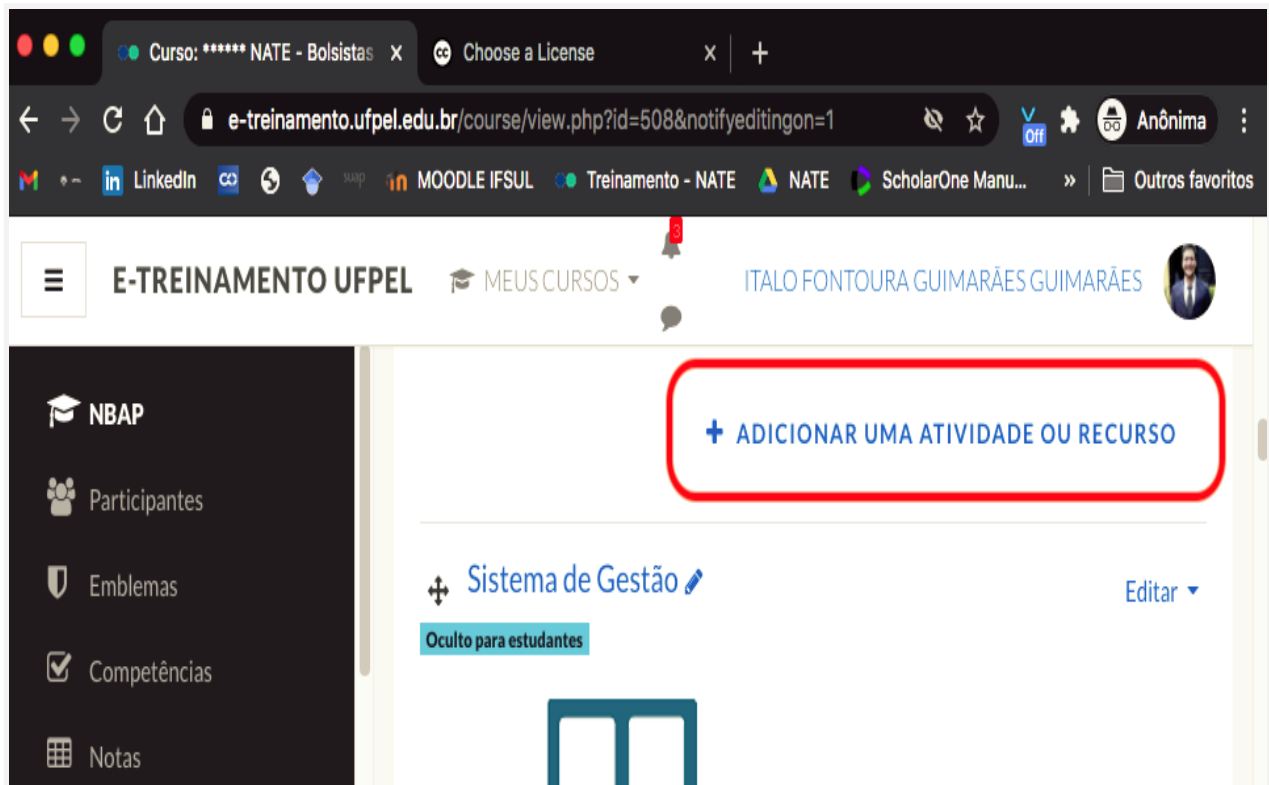 Curso: ****** NATE - Bolsistas
Choose a License
e-treinamento.ufpel.edu.br/course/view.php?id=508&notifyeditingon=1
Off
Anônima
in LinkedIn
suap
MOODLE IFSUL
Treinamento - NATE
NATE
ScholarOne Manu...
»
Outros favoritos
E-TREINAMENTO UFPEL
MEUS CURSOS
3
ITALO FONTOURA GUIMARÃES GUIMARÃES
NBAP
+ ADICIONAR UMA ATIVIDADE OU RECURSO
Participantes
Sistema de Gestão
Emblemas
Editar
Oculto para estudantes
Competências
Notas